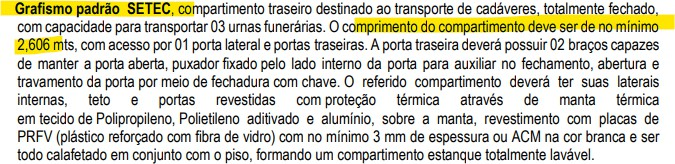 Grafismo padrão SETEC, compartimento traseiro destinado ao transporte de cadáveres, totalmente fechado,
com capacidade para transportar 03 urnas funerárias. O comprimento do compartimento deve ser de no mínimo
2,606 mts, com acesso por 01 porta lateral e portas traseiras. A porta traseira deverá possuir 02 braços capazes
de manter a porta aberta, puxador fixado pelo lado interno da porta para auxiliar no fechamento, abertura e
travamento da porta por meio de fechadura com chave. O referido compartimento deverá ter suas laterais
internas, teto e portas revestidas com proteção térmica através de manta térmica
em tecido de Polipropileno, Polietileno aditivado e alumínio, sobre a manta, revestimento com placas de
PRFV (plástico reforçado com fibra de vidro) com no mínimo 3 mm de espessura ou ACM na cor branca e ser
todo calafetado em conjunto com o piso, formando um compartimento estanque totalmente lavável.